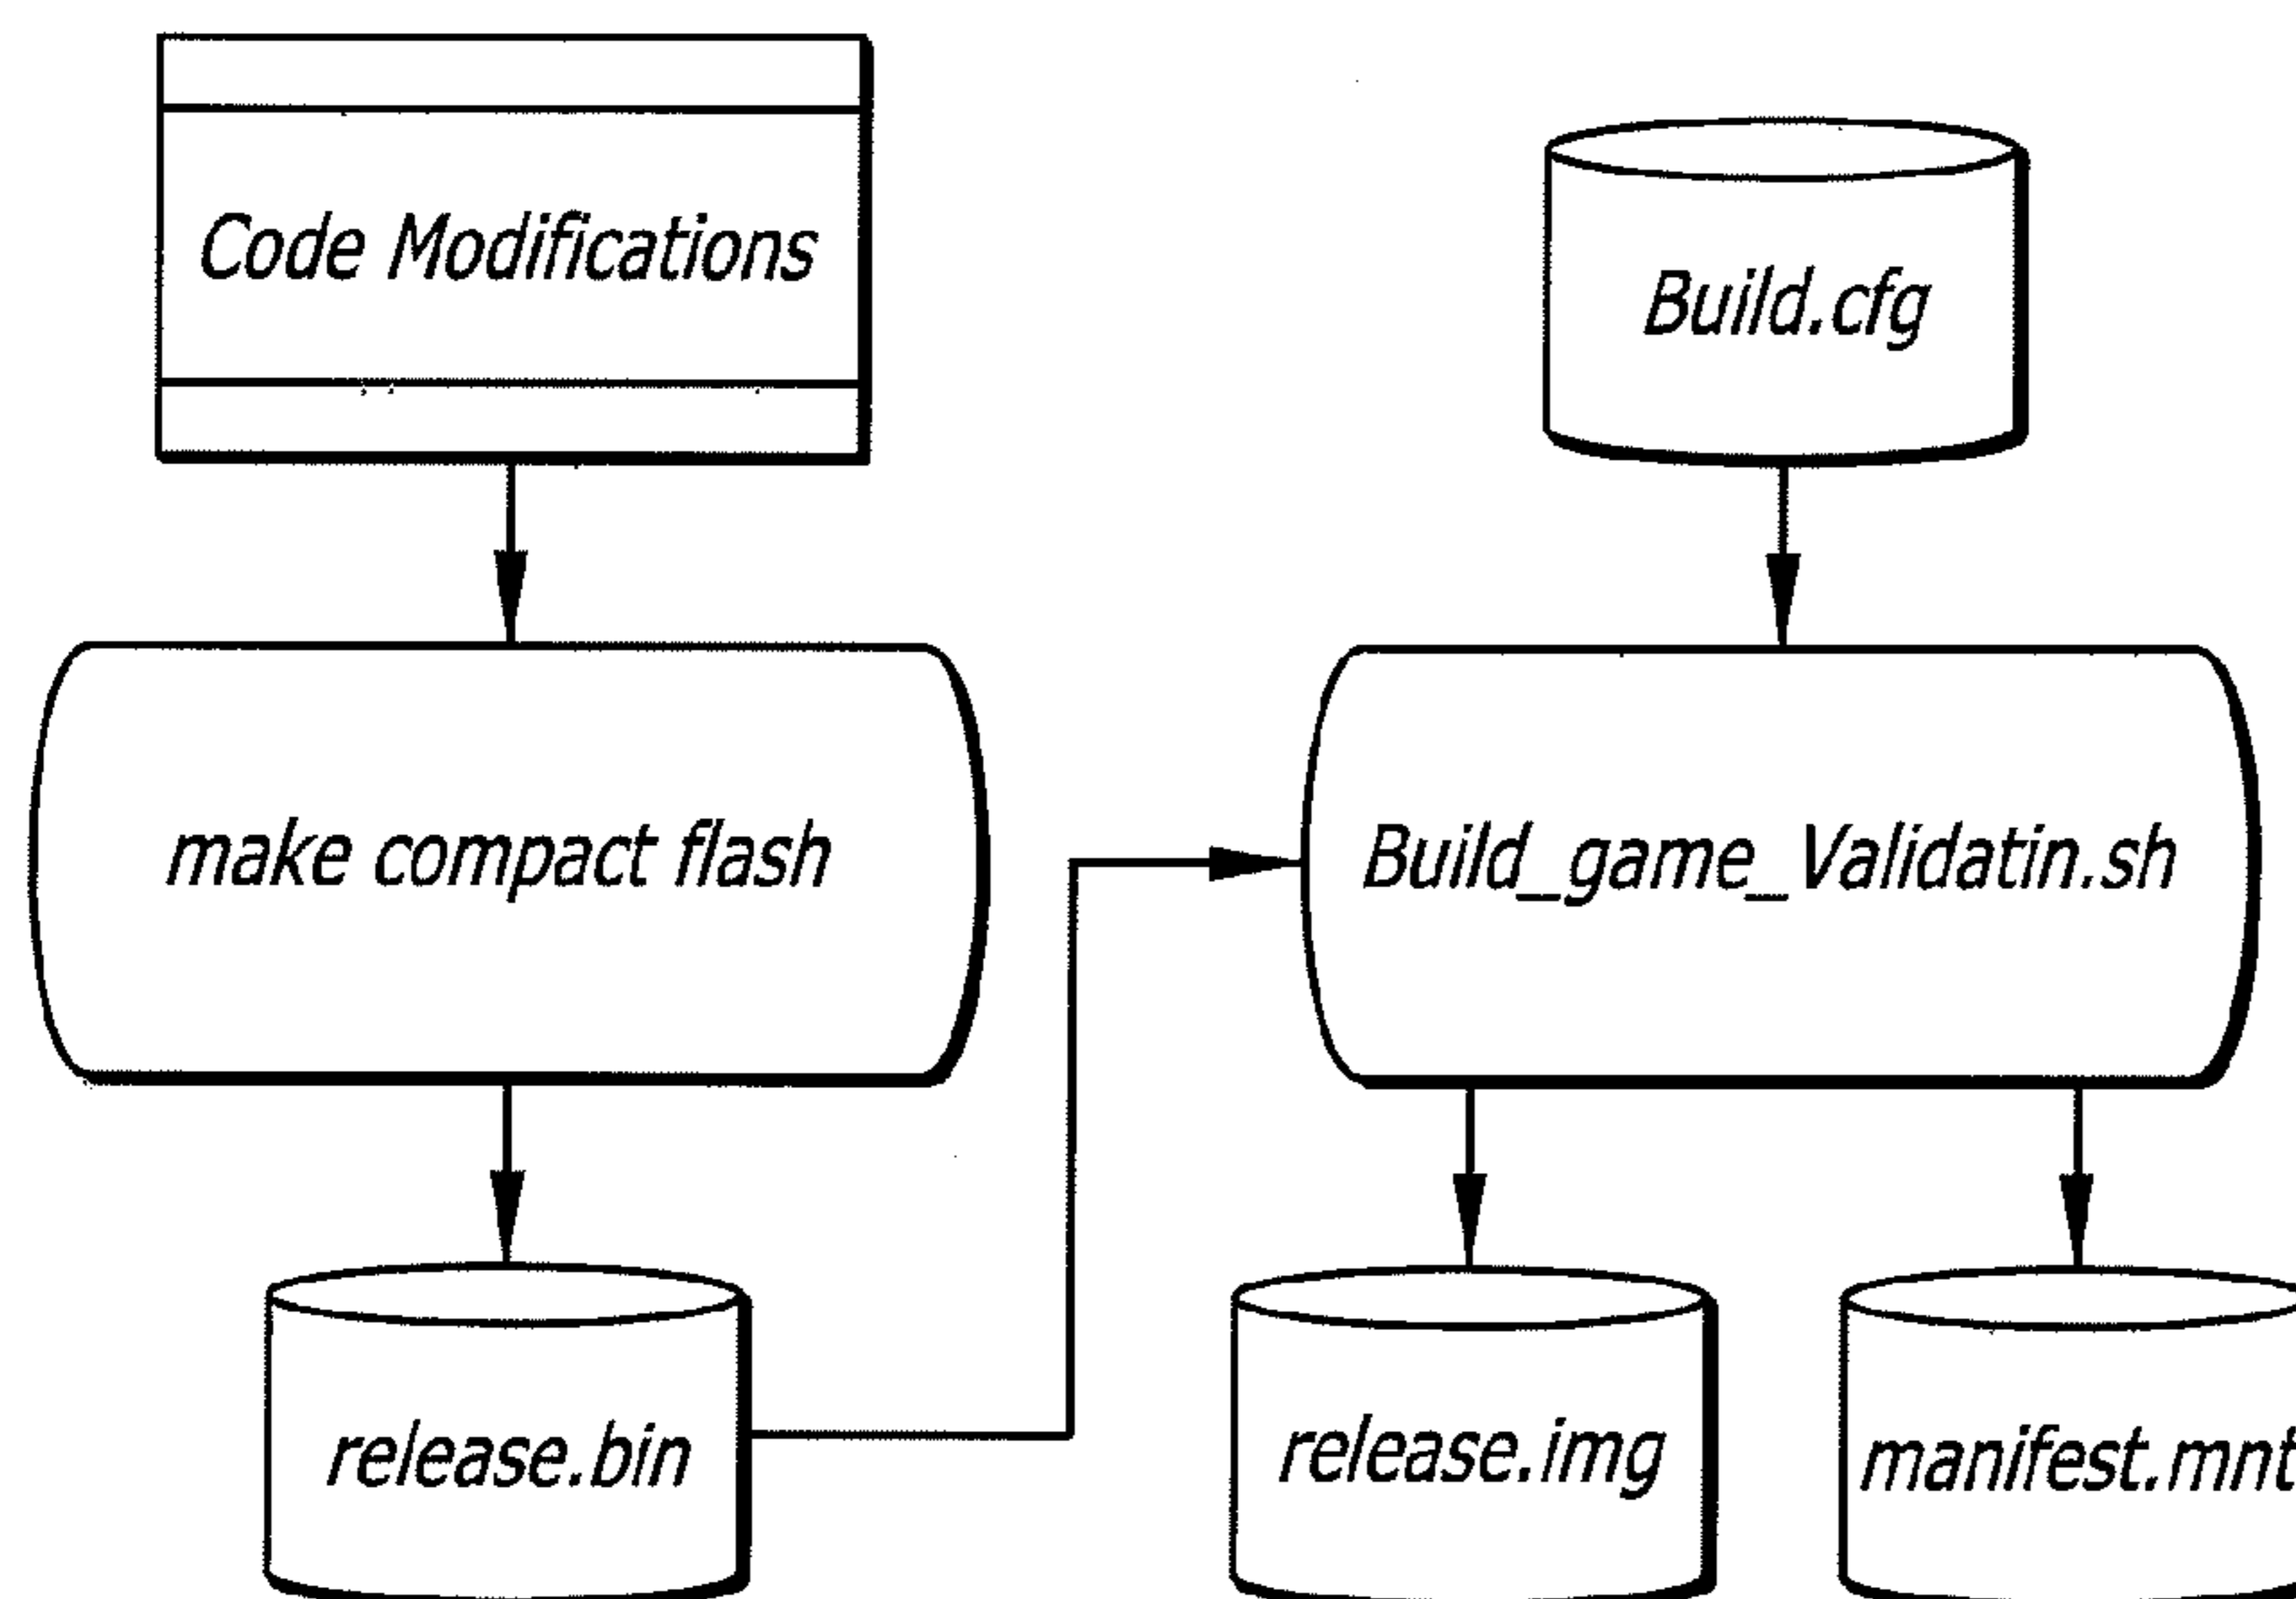 Code Modifications
Build.cfg
make compact flash
Build_game_Validatin.sh
release.bin
release.img
manifest.mnt